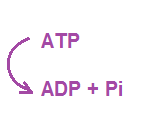 ATP
ADP + Pi